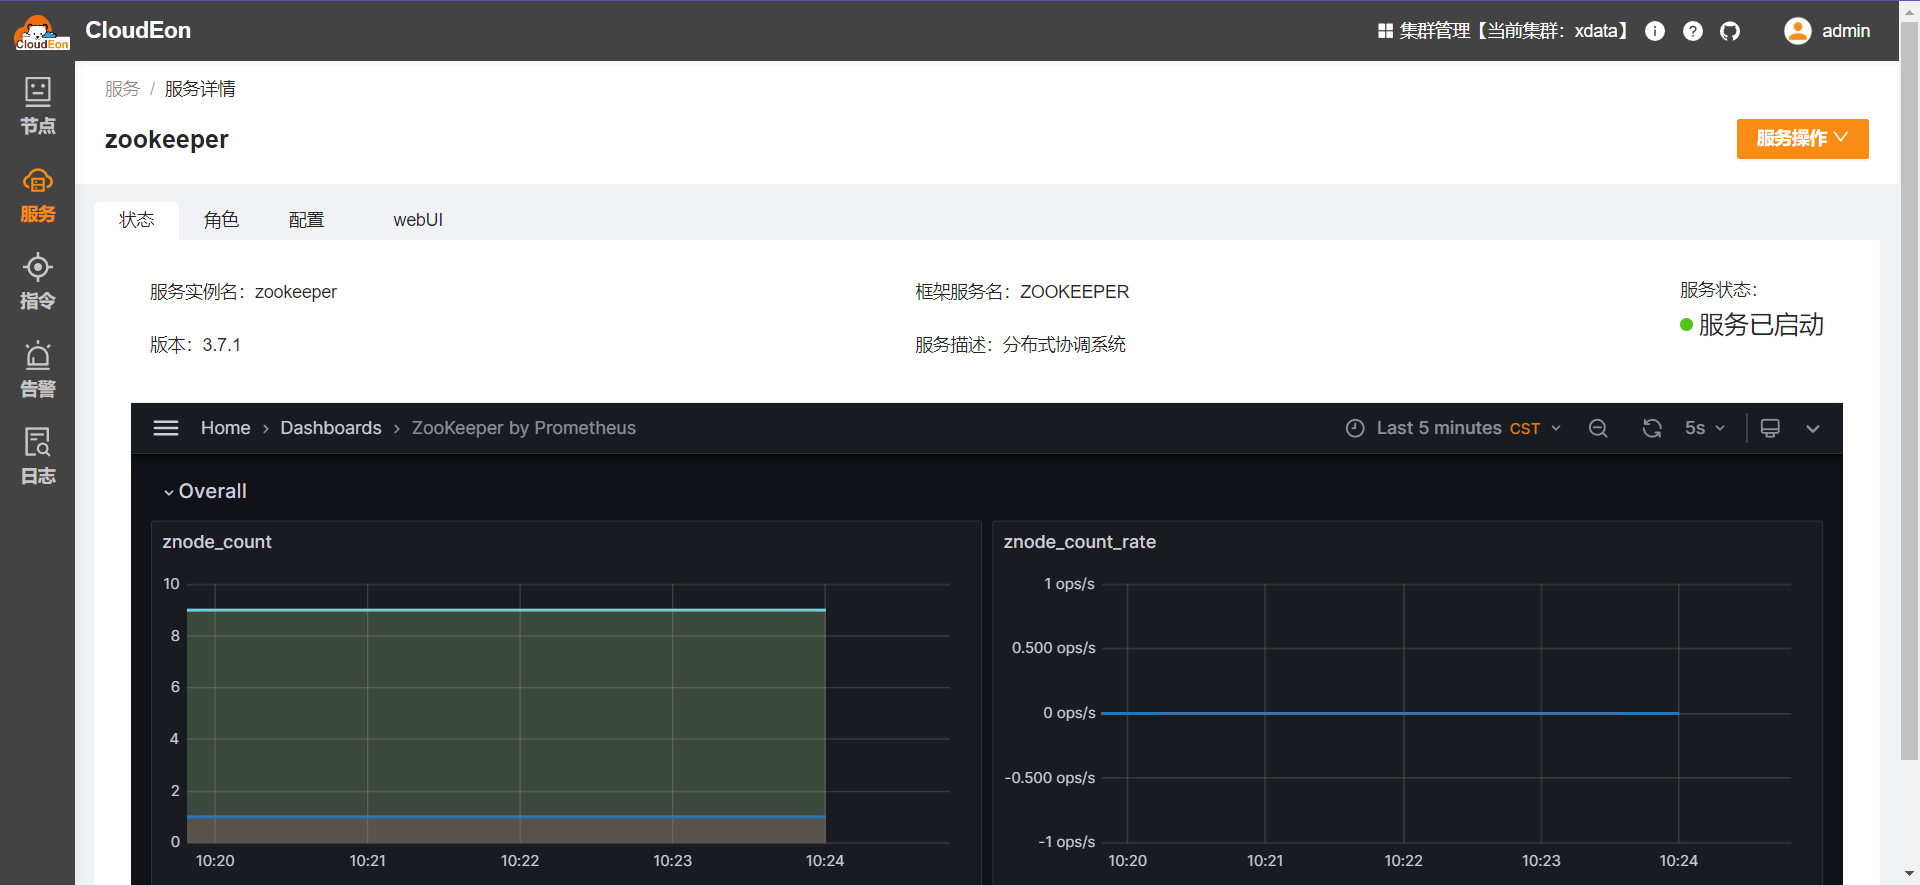 CloudEon
CloudEon
集群管理【当前集群：xdata】
admin
节点
服务
指令
告警
日志
服务 / 服务详情
zookeeper
服务操作
状态
角色
配置
webUI
服务实例名：zookeeper
框架服务名：ZOOKEEPER
服务状态：
服务已启动
版本：3.7.1
服务描述：分布式协调系统
Home › Dashboards › ZooKeeper by Prometheus
Last 5 minutes CST
5s
Overall
znode_count
10
8
6
4
2
0
10:20
10:21
10:22
10:23
10:24
znode_count_rate
1 ops/s
0.500 ops/s
0 ops/s
-0.500 ops/s
-1 ops/s
10:20
10:21
10:22
10:23
10:24